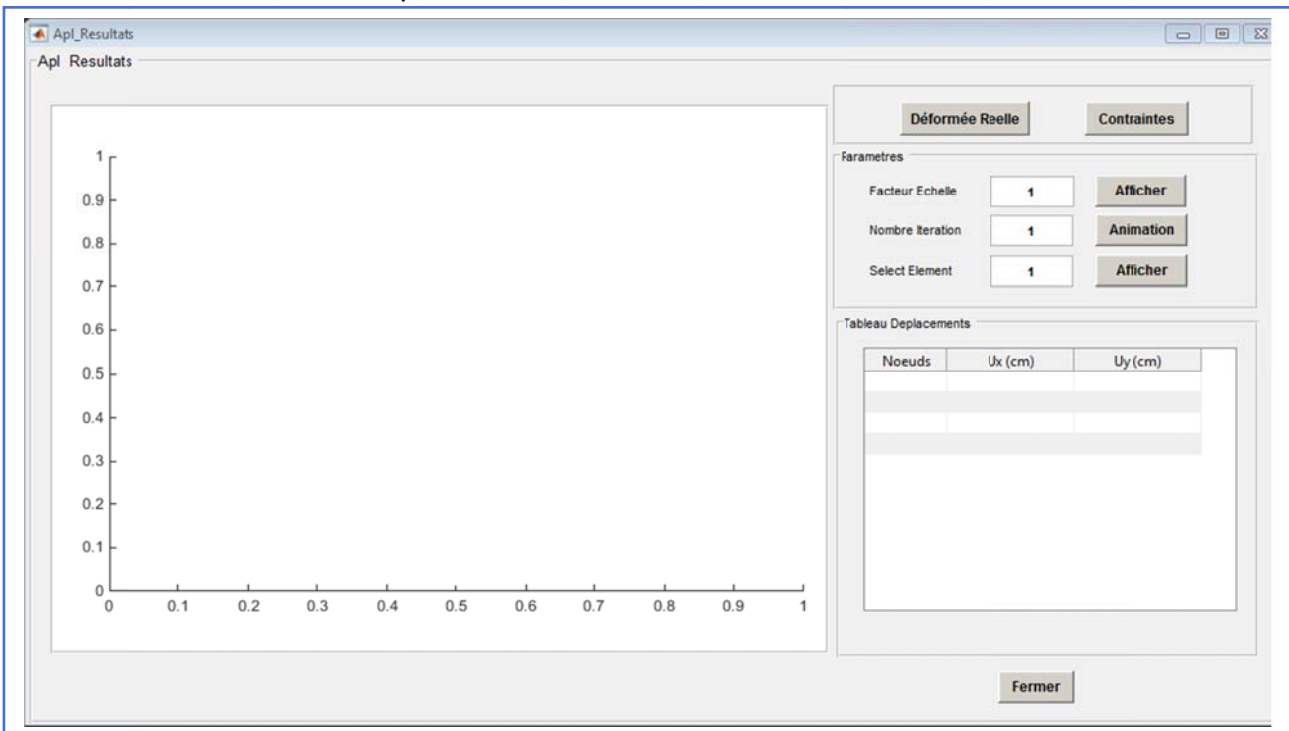 Apl_Resultats
Apl Resultats
1
0.9
0.8
0.7
0.6
0.5
0.4
0.3
0.2
0.1
0
0 0.1 0.2 0.3 0.4 0.5 0.6 0.7 0.8 0.9 1
Déformée Reelle Contraintes
Parametres
Facteur Echelle 1 Afficher
Nombre Iteration 1 Animation
Select Element 1 Afficher
Tableau Deplacements
Noeuds Ux (cm) Uy (cm)
Fermer